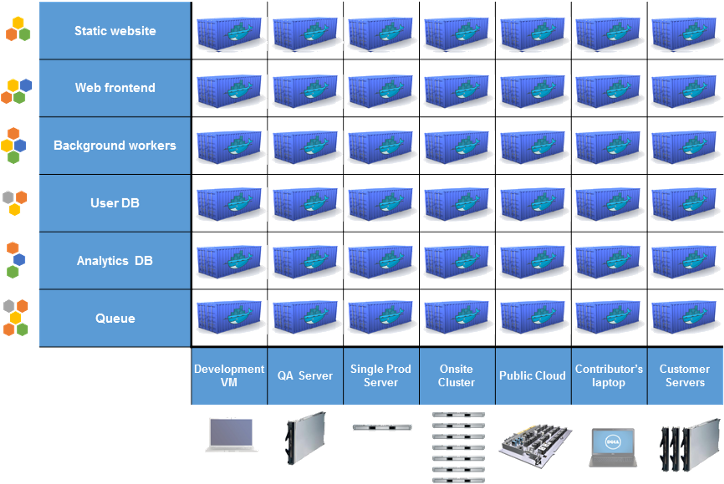 Static website
Web frontend
Background workers
User DB
Analytics DB
Queue
Development
VM
QA Server
Single Prod
Server
Onsite
Cluster
Public Cloud
Contributor's
laptop
Customer
Servers
DELL